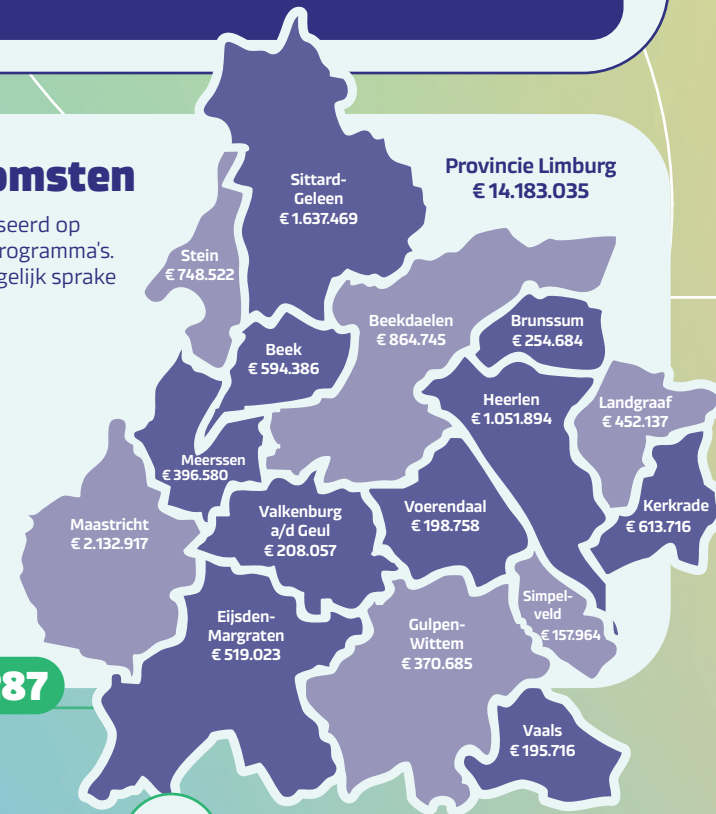 omsten
seerd op
rogramma's.
gelijk sprake
Provincie Limburg
€ 14.183.035
Sittard-
Geleen
€ 1.637.469
Stein
€ 748.522
Beekdaelen
€ 864.745
Brunssum
€ 254.684
Beek
€ 594.386
Heerlen
€ 1.051.894
Landgraaf
€ 452.137
Meerssen
€ 396.580
Maastricht
€ 2.132.917
Valkenburg
a/d Geul
€ 208.057
Voerendaal
€ 198.758
Kerkrade
€ 613.716
Eijsden-
Margraten
€ 519.023
Gulpen-
Wittem
€ 370.685
Simpel-
veld
€ 157.964
87
Vaals
€ 195.716